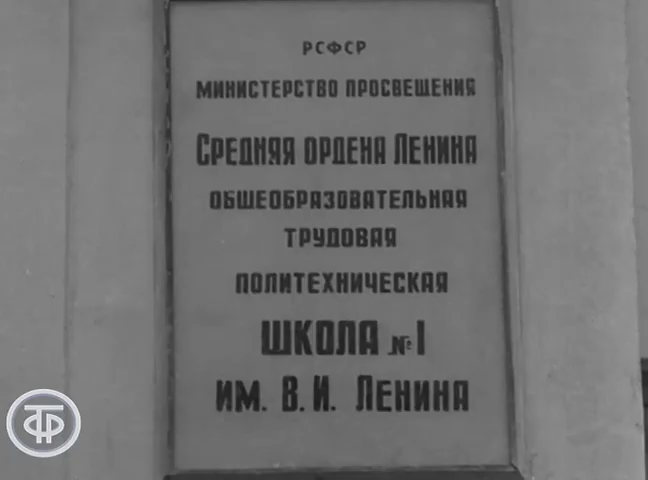 РСФСР
МИНИСТЕРСТВО ПРОСВЕЩЕНИЯ
СРЕДНЯЯ ОРДЕНА ЛЕНИНА
ОБЩЕОБРАЗОВАТЕЛЬНАЯ
ТРУДОВАЯ
ПОЛИТЕХНИЧЕСКАЯ
ШКОЛА №1
ИМ. В. И. ЛЕНИНА